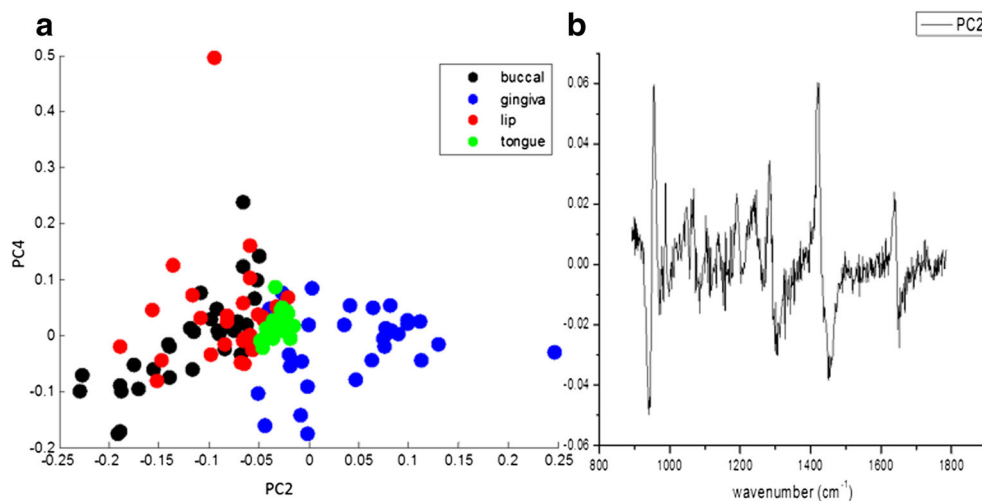 a
0.5
0.4
0.3
0.2
0.1
0
-0.1
-0.2
-0.25 -0.2 -0.15 -0.1 -0.05 0 0.05 0.1 0.15 0.2 0.25
PC4
PC2
buccal
gingiva
lip
tongue
b
PC2
0.06
0.04
0.02
0.00
-0.02
-0.04
-0.06
800 1000 1200 1400 1600 1800
wavenumber (cm⁻¹)